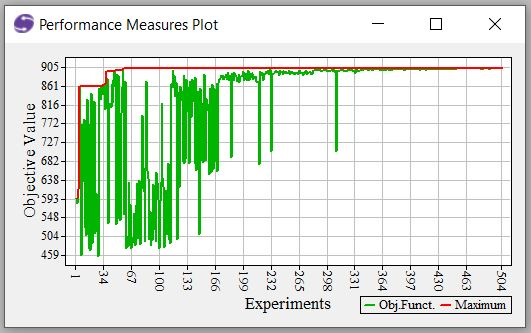 Performance Measures Plot
905
861
816
772
727
682
638
593
548
504
459
Objective Value
1 34 67 100 133 166 199 232 265 298 331 364 397 430 463 504
Experiments
Obj.Funct. Maximum